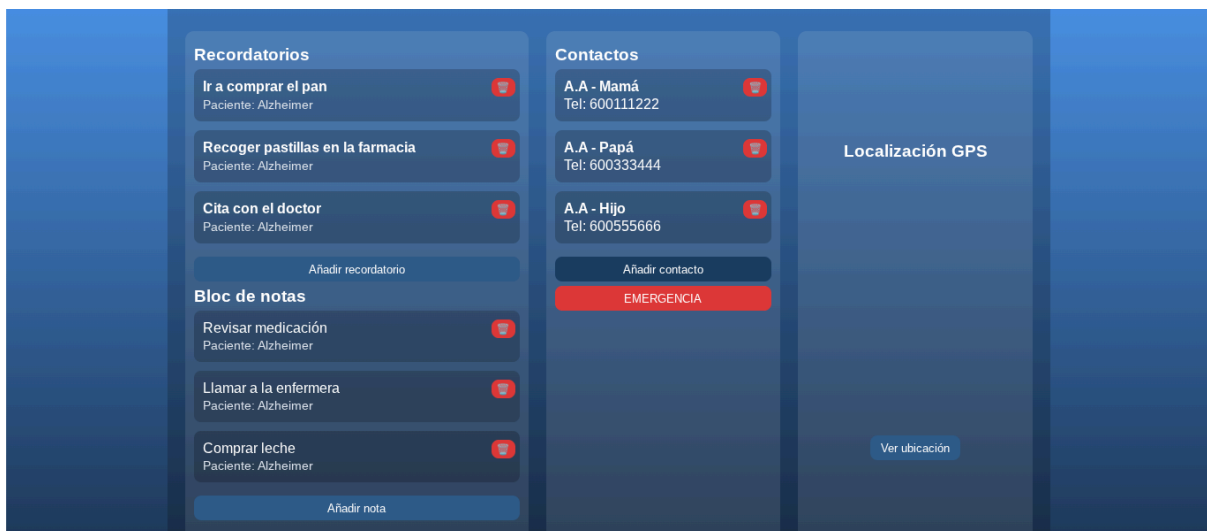 Recordatorios
Ir a comprar el pan
Paciente: Alzheimer
Recoger pastillas en la farmacia
Paciente: Alzheimer
Cita con el doctor
Paciente: Alzheimer
Añadir recordatorio
Bloc de notas
Revisar medicación
Paciente: Alzheimer
Llamar a la enfermera
Paciente: Alzheimer
Comprar leche
Paciente: Alzheimer
Añadir nota
Contactos
A.A - Mamá
Tel: 600111222
A.A - Papá
Tel: 600333444
A.A - Hijo
Tel: 600555666
Añadir contacto
EMERGENCIA
Localización GPS
Ver ubicación